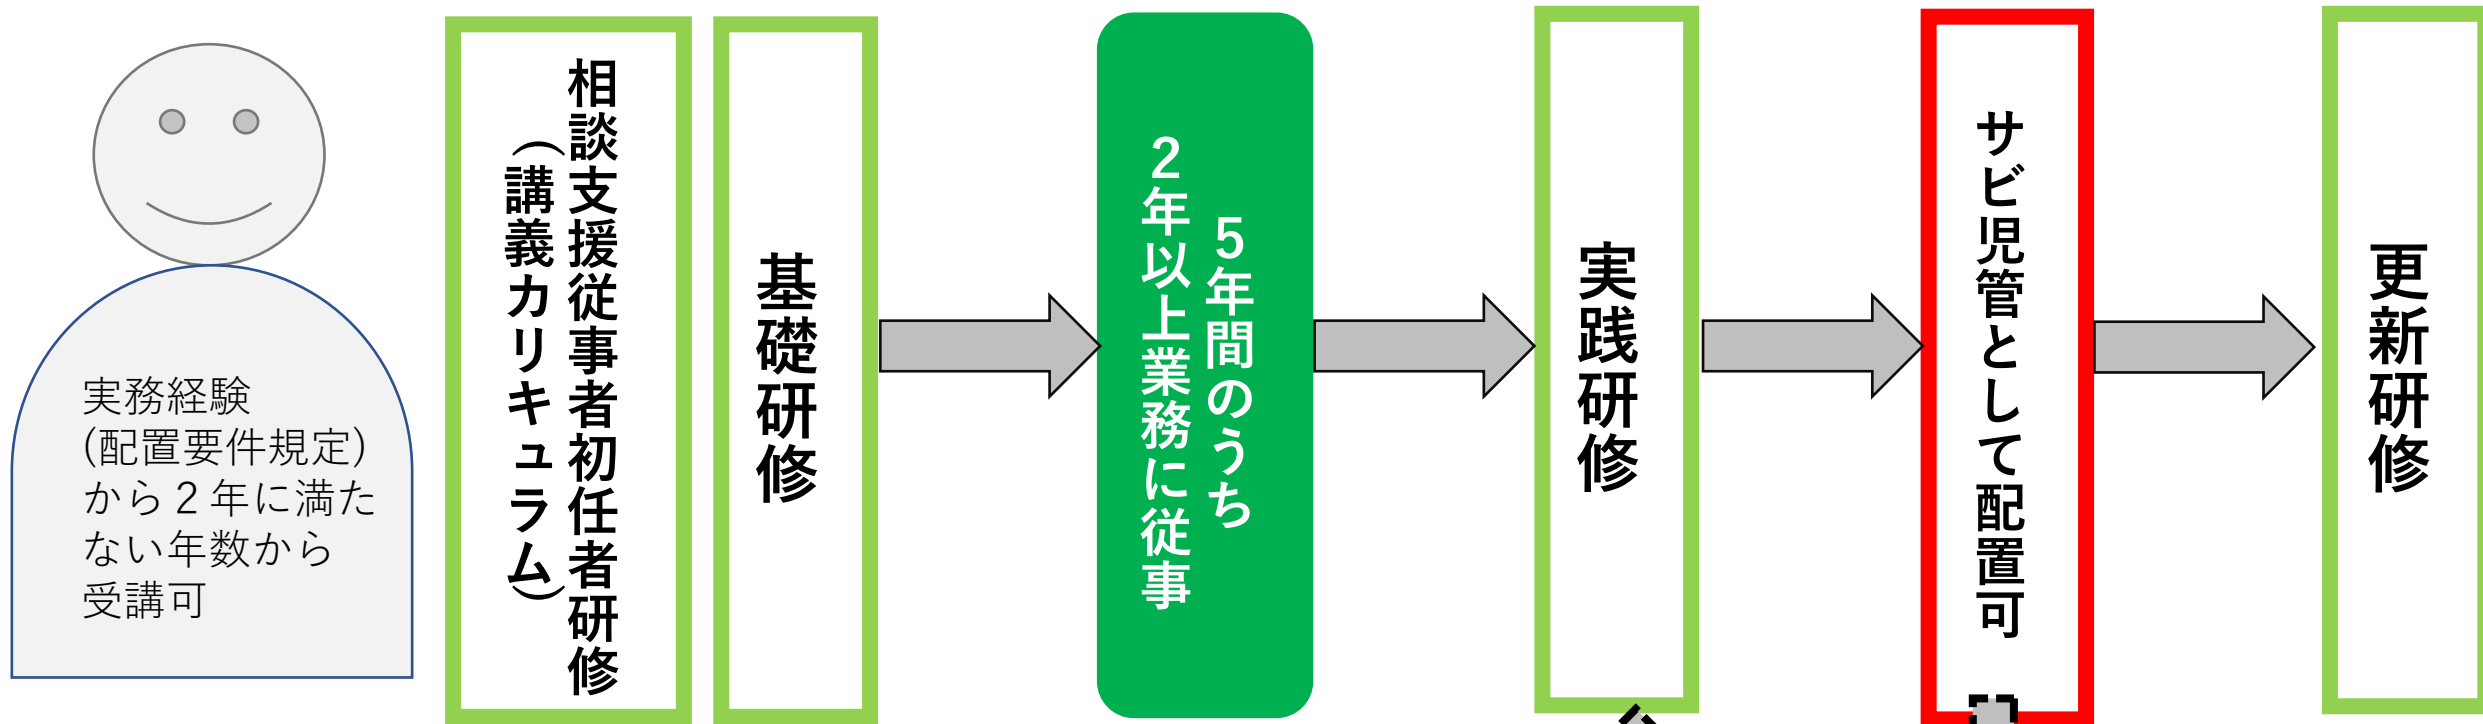 実務経験
(配置要件規定)
から２年に満た
ない年数から
受講可
相談支援従事者初任者研修
（講義カリキュラム）
基礎研修
５年間のうち
２年以上業務に従事
実践研修
サビ児管として配置可
更新研修